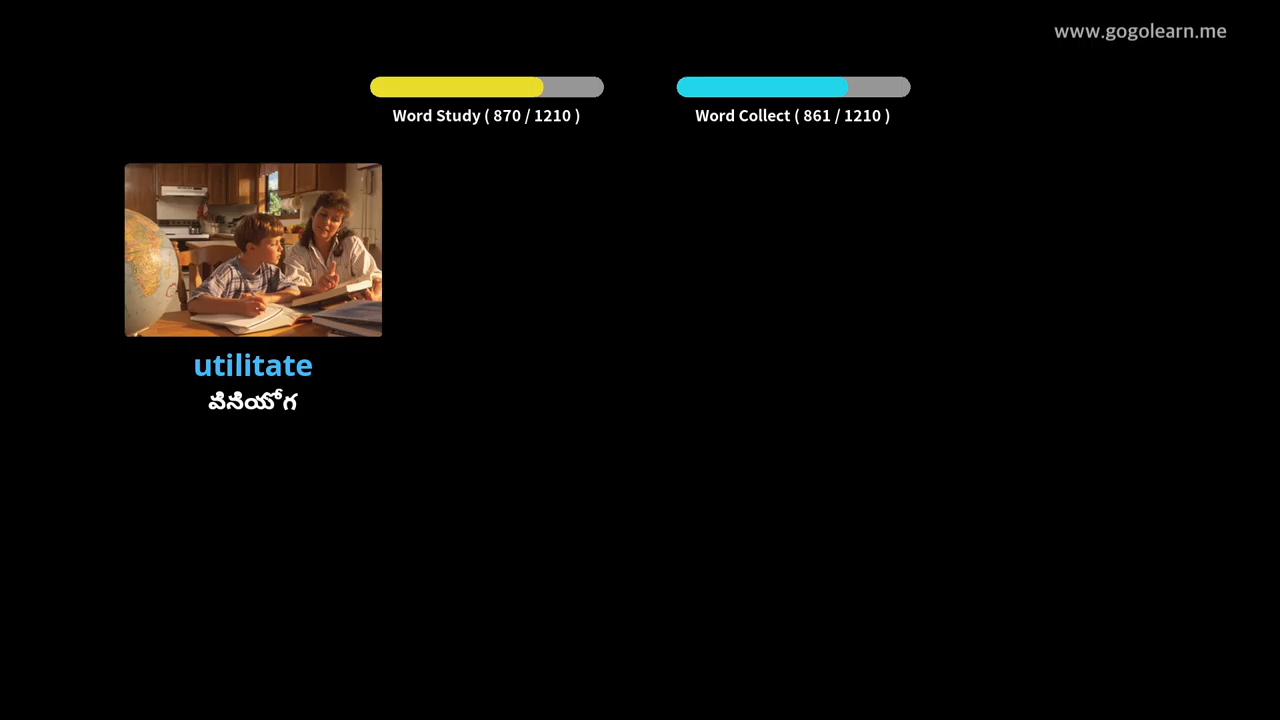 www.gogolearn.me
Word Study ( 870 / 1210 )
Word Collect ( 861 / 1210 )
utilitate
వినియోగ